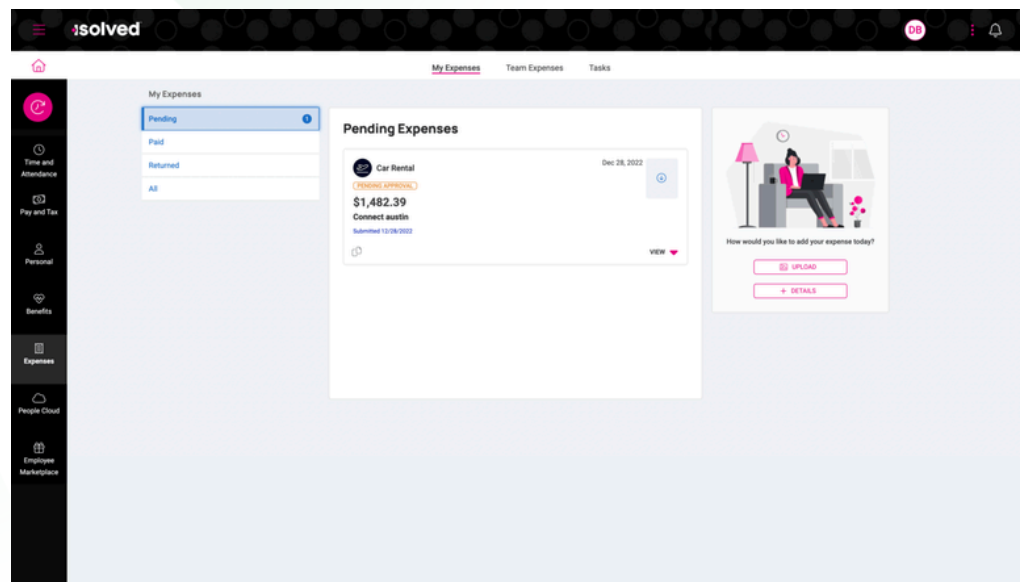 isolved
DB
My Expenses
Team Expenses
Tasks
Time and
Attendance
Pay and Tax
Personal
Benefits
Expenses
People Cloud
Employee
Marketplace
My Expenses
Pending
1
Paid
Returned
All
Pending Expenses
Car Rental
Dec 28, 2022
PENDING APPROVAL
$1,482.39
Connect austin
Submitted 12/28/2022
VIEW
How would you like to add your expense today?
UPLOAD
+ DETAILS